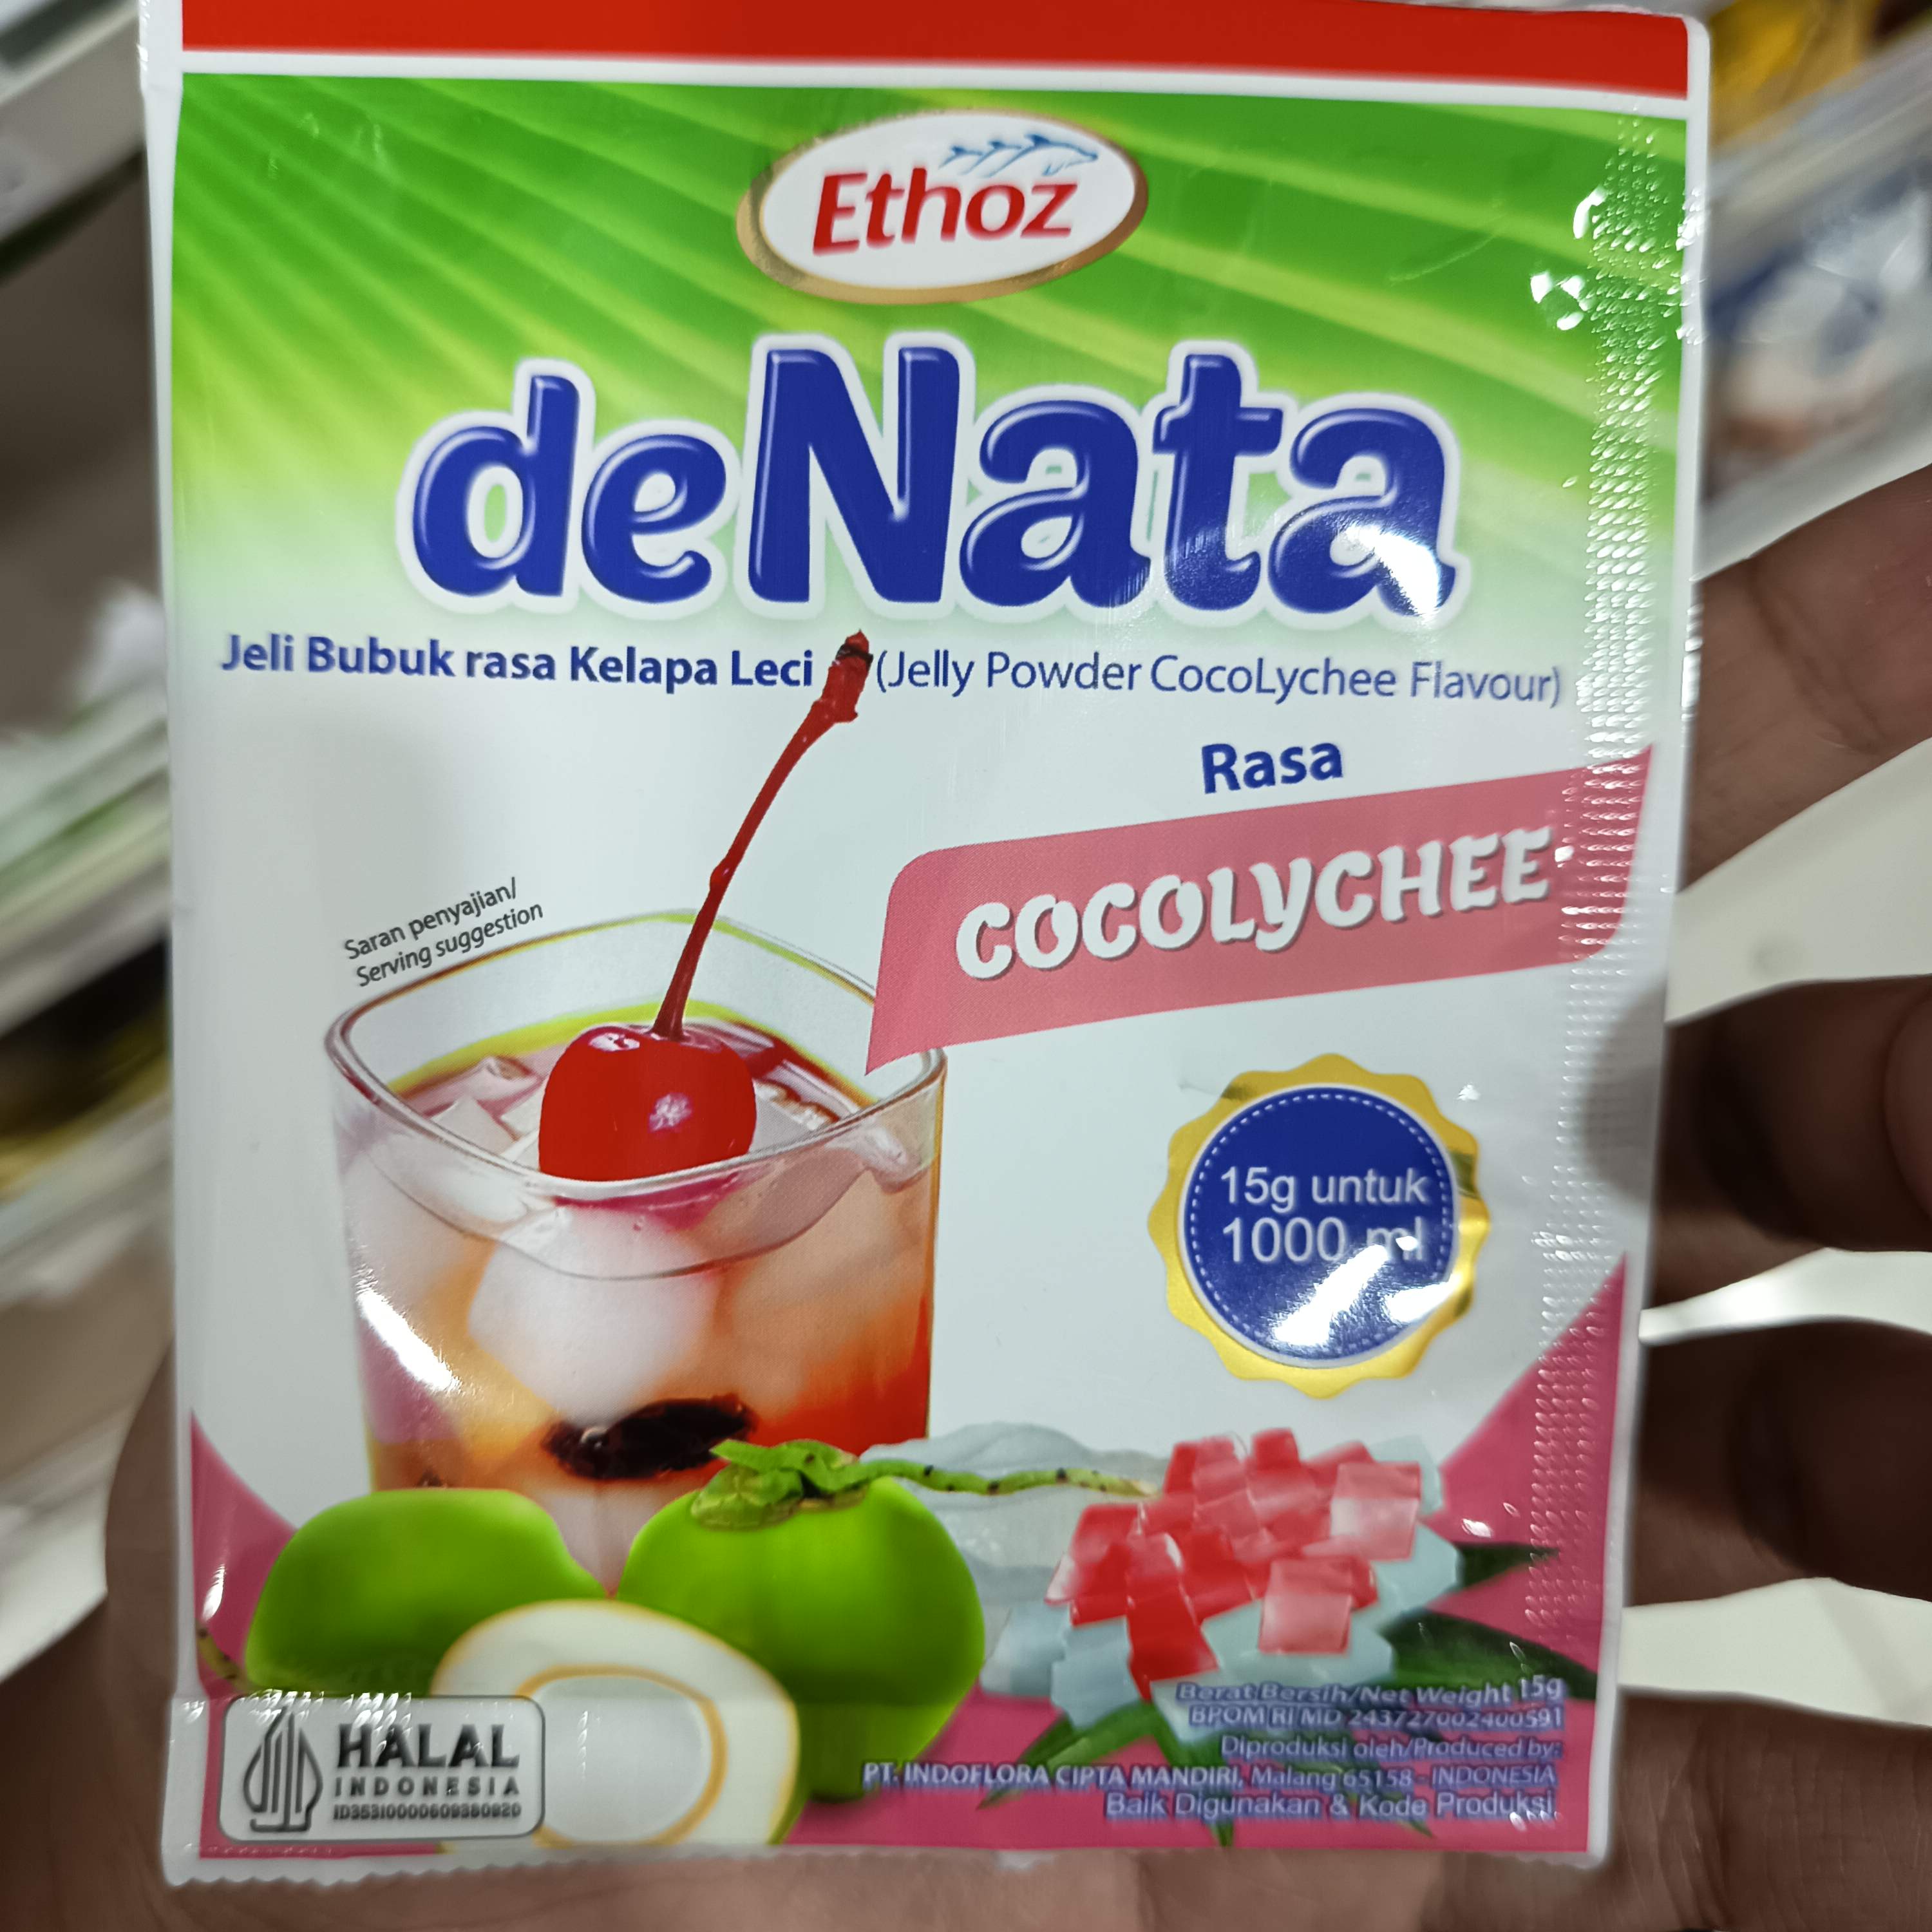 Ethoz
deNata
Jeli Bubuk rasa Kelapa Leci (Jelly Powder CocoLychee Flavour)
Rasa
COCOLYCHEE
Saran penyajian/
Serving suggestion
15g untuk
1000 ml
Berat Bersih/Net Weight 15g
BPOM RI MD 243727002400591
Diproduksi oleh/Produced by:
PT. INDOFLORA CIPTA MANDIRI, Malang 65158 - INDONESIA
Baik Digunakan & Kode Produksi
HALAL
INDONESIA
ID35310000609380820